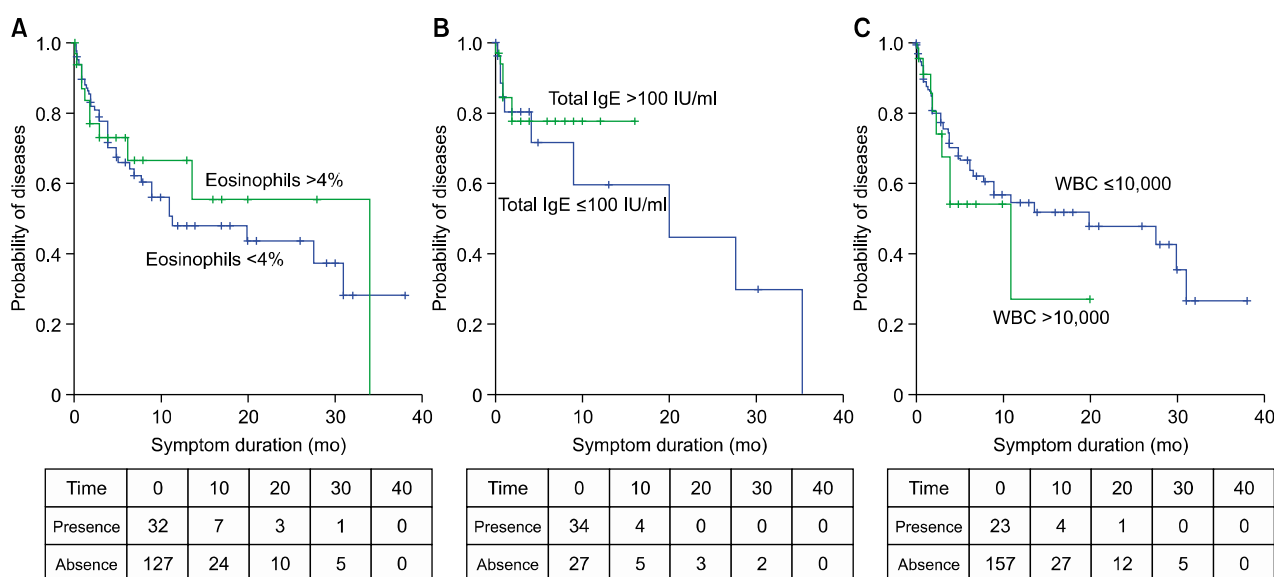 A
Probability of diseases
1.0
0.8
0.6
0.4
0.2
0
Eosinophils >4%
Eosinophils <4%
0 10 20 30 40
Symptom duration (mo)
Time 0 10 20 30 40
Presence 32 7 3 1 0
Absence 127 24 10 5 0
B
Probability of diseases
1.0
0.8
0.6
0.4
0.2
0
Total IgE >100 IU/ml
Total IgE ≤100 IU/ml
0 10 20 30 40
Symptom duration (mo)
Time 0 10 20 30 40
Presence 34 4 0 0 0
Absence 27 5 3 2 0
C
Probability of diseases
1.0
0.8
0.6
0.4
0.2
0
WBC ≤10,000
WBC >10,000
0 10 20 30 40
Symptom duration (mo)
Time 0 10 20 30 40
Presence 23 4 1 0 0
Absence 157 27 12 5 0